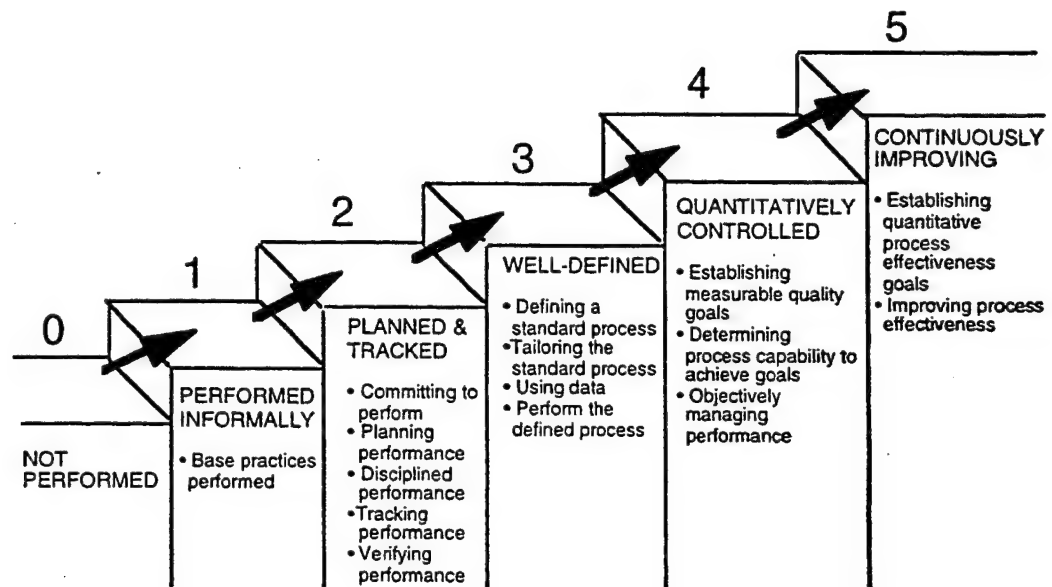 0
NOT
PERFORMED
1
PERFORMED
INFORMALLY
• Base practices
performed
2
PLANNED &
TRACKED
• Committing to
perform
• Planning
performance
• Disciplined
performance
•Tracking
performance
• Verifying
performance
3
WELL-DEFINED
• Defining a
standard process
•Tailoring the
standard process
• Using data
• Perform the
defined process
4
QUANTITATIVELY
CONTROLLED
• Establishing
measurable quality
goals
• Determining
process capability to
achieve goals
• Objectively
managing
performance
5
CONTINUOUSLY
IMPROVING
• Establishing
quantitative
process
effectiveness
goals
• Improving process
effectiveness